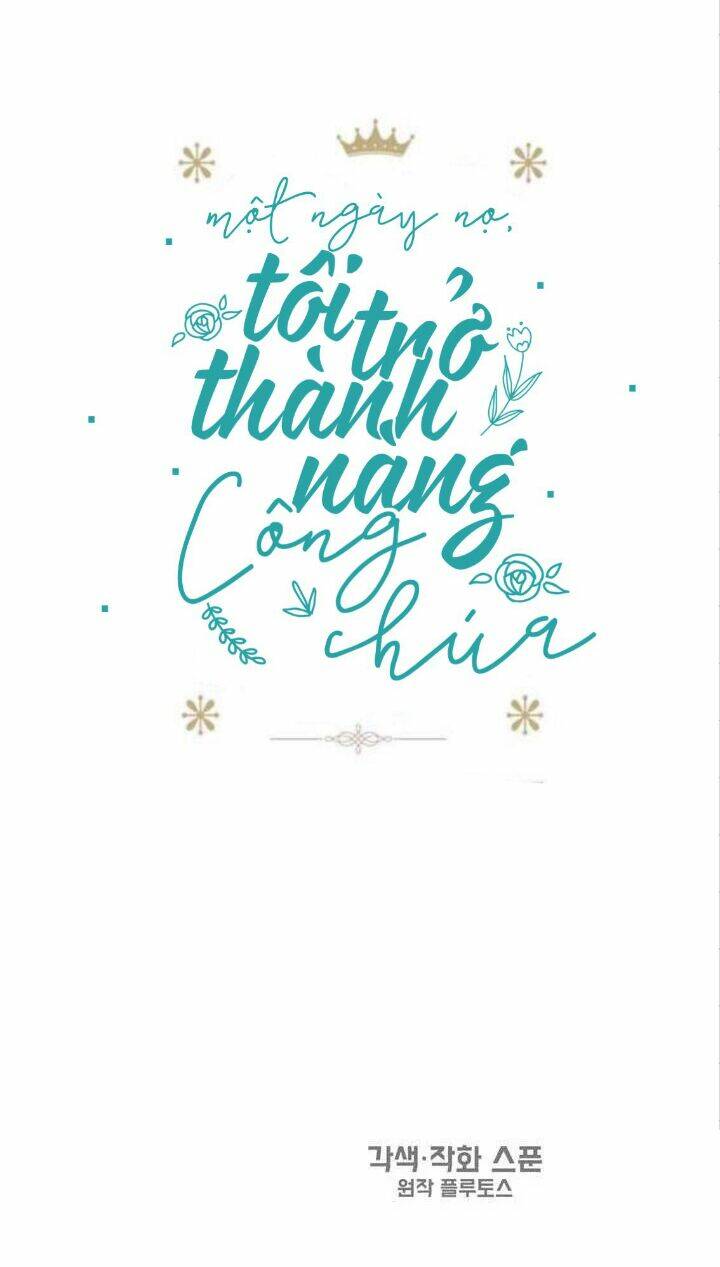 một ngày nọ,
tôi trở
thành
nàng
Công
chúa
각색·작화 스푼
원작 플루토스